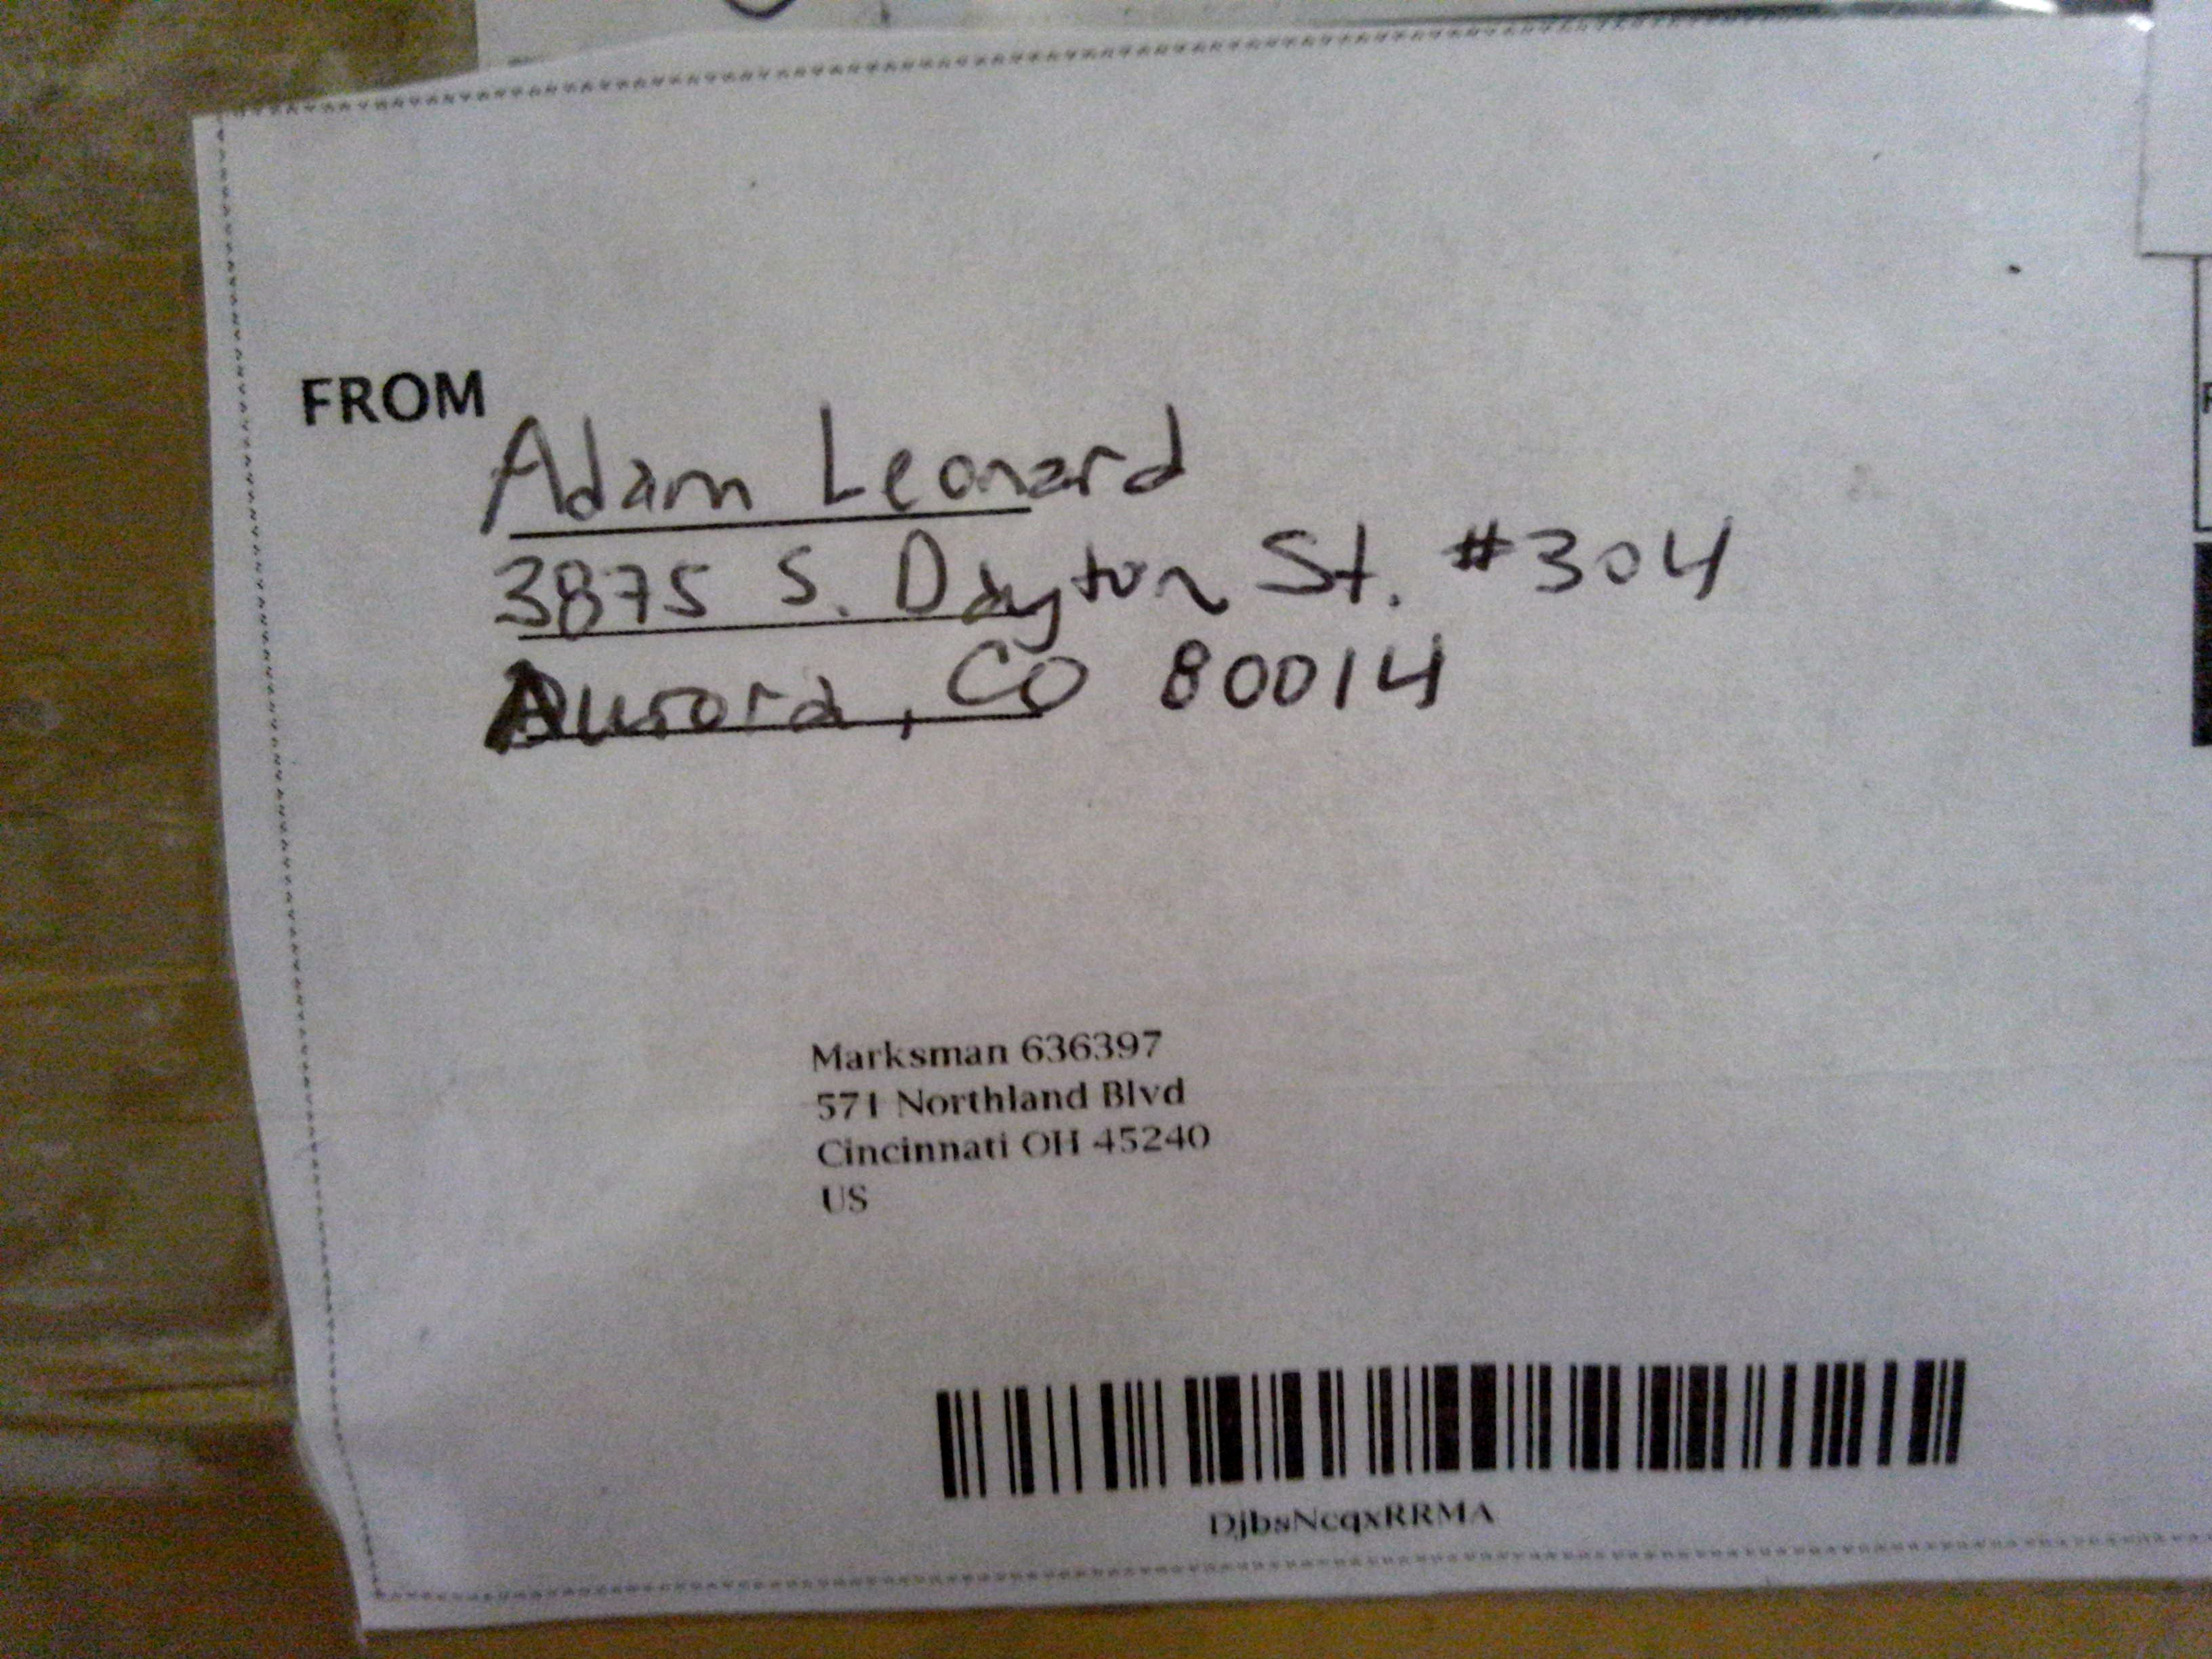 FROM
Adam Leonard
3875 S. Dayton St. #304
Aurora, CO 80014
Marksman 636397
571 Northland Blvd
Cincinnati OH 45240
US
DjbsNcqxRRMA